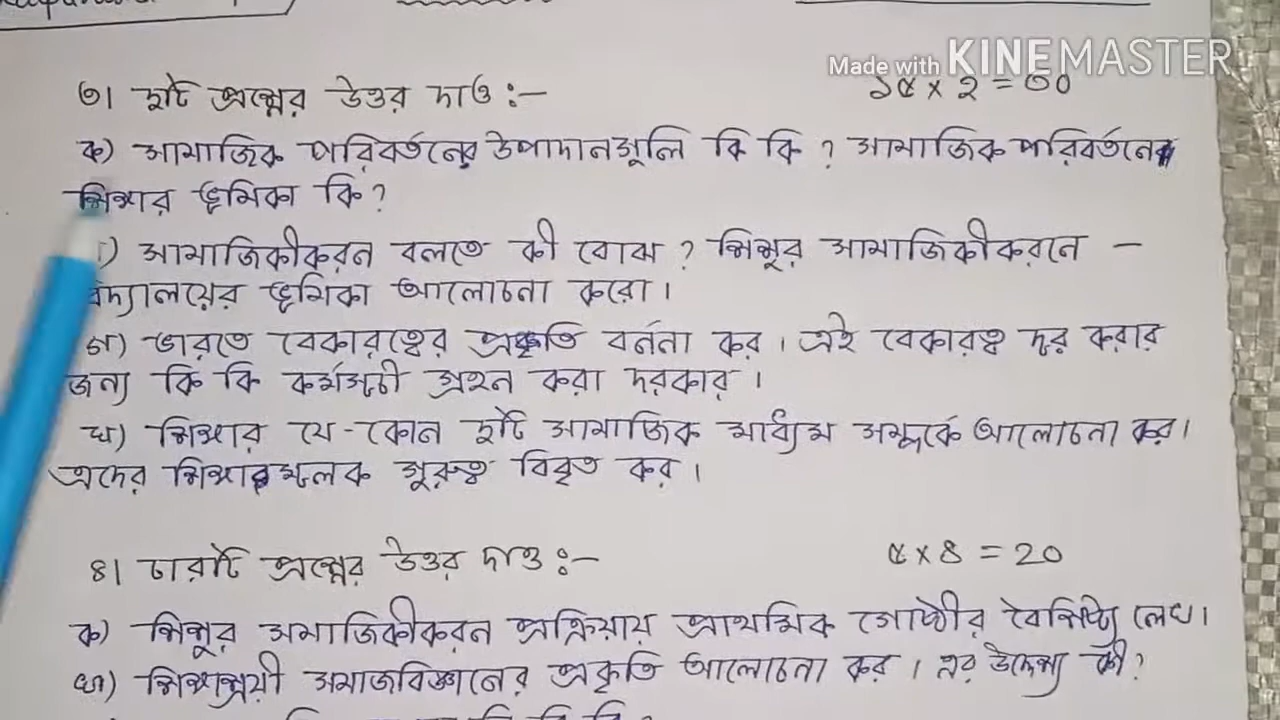 Made with KINEMASTER
৩। দুটি প্রশ্নের উত্তর দাও :- ১৫ x ২ = ৩০
ক) সামাজিক পরিবর্তনের উপাদানগুলি কি কি ? সামাজিক পরিবর্তনে
শিক্ষার ভূমিকা কি ?
) সামাজিকীকরন বলতে কী বোঝ ? শিশুর সামাজিকীকরনে —
বিদ্যালয়ের ভূমিকা আলোচনা করো।
গ) ভারতে বেকারত্বের প্রকৃতি বর্ননা কর। এই বেকারত্ব দূর করার
জন্য কি কি কর্মসূচী গ্রহন করা দরকার।
ঘ) শিক্ষার যে-কোন দুটি সামাজিক মাধ্যম সম্পর্কে আলোচনা কর।
এদের শিক্ষামূলক গুরুত্ব বিবৃত কর।
৪। চারটি প্রশ্নের উত্তর দাও :- ৫ x ৪ = 20
ক) শিশুর সমাজিকীকরন প্রক্রিয়ায় প্রাথমিক গোষ্ঠীর বৈশিষ্ট্য লেখ।
খ) শিক্ষাশ্রয়ী সমাজবিজ্ঞানের প্রকৃতি আলোচনা কর। এর উদ্দেশ্য কী ?